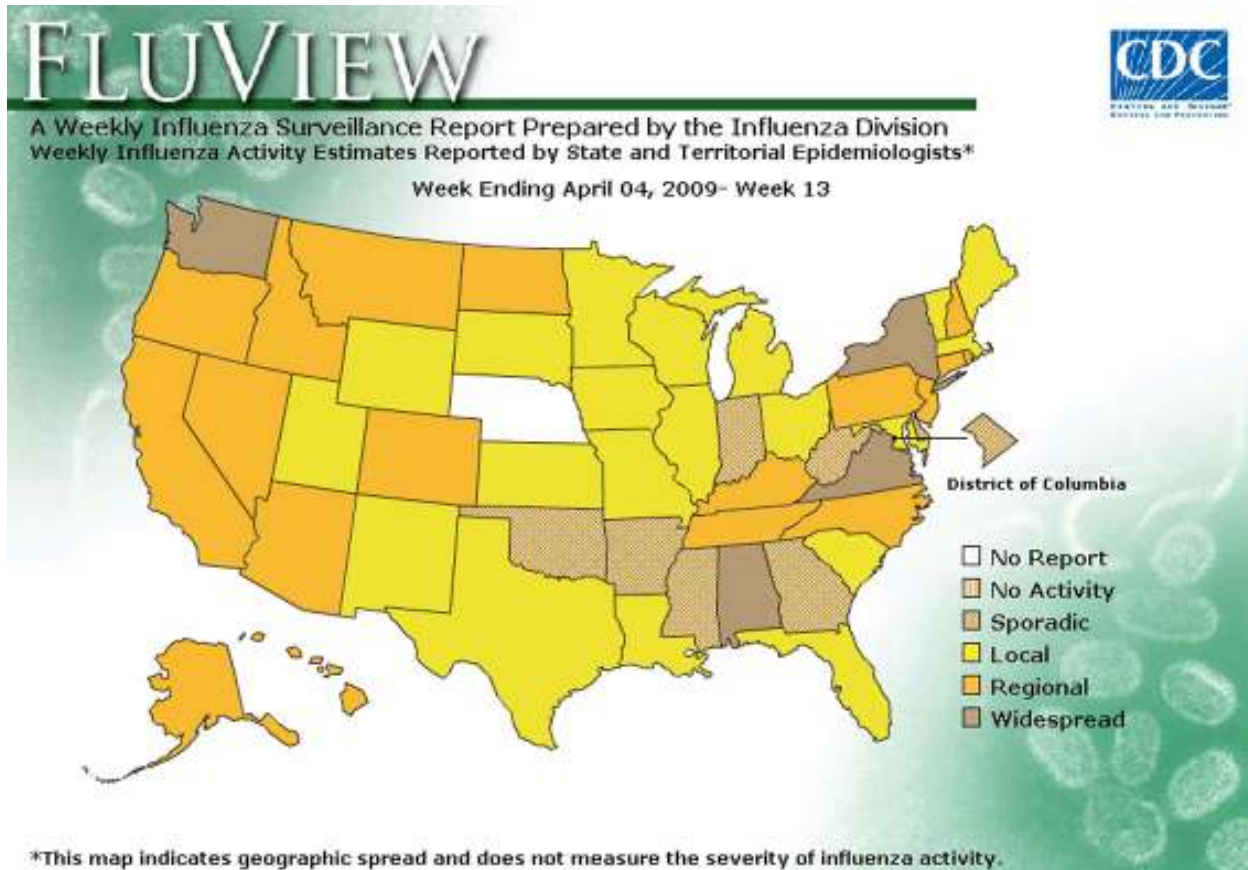 FLUVIEW
CDC
A Weekly Influenza Surveillance Report Prepared by the Influenza Division
Weekly Influenza Activity Estimates Reported by State and Territorial Epidemiologists*
Week Ending April 04, 2009- Week 13
District of Columbia
No Report
No Activity
Sporadic
Local
Regional
Widespread
*This map indicates geographic spread and does not measure the severity of influenza activity.